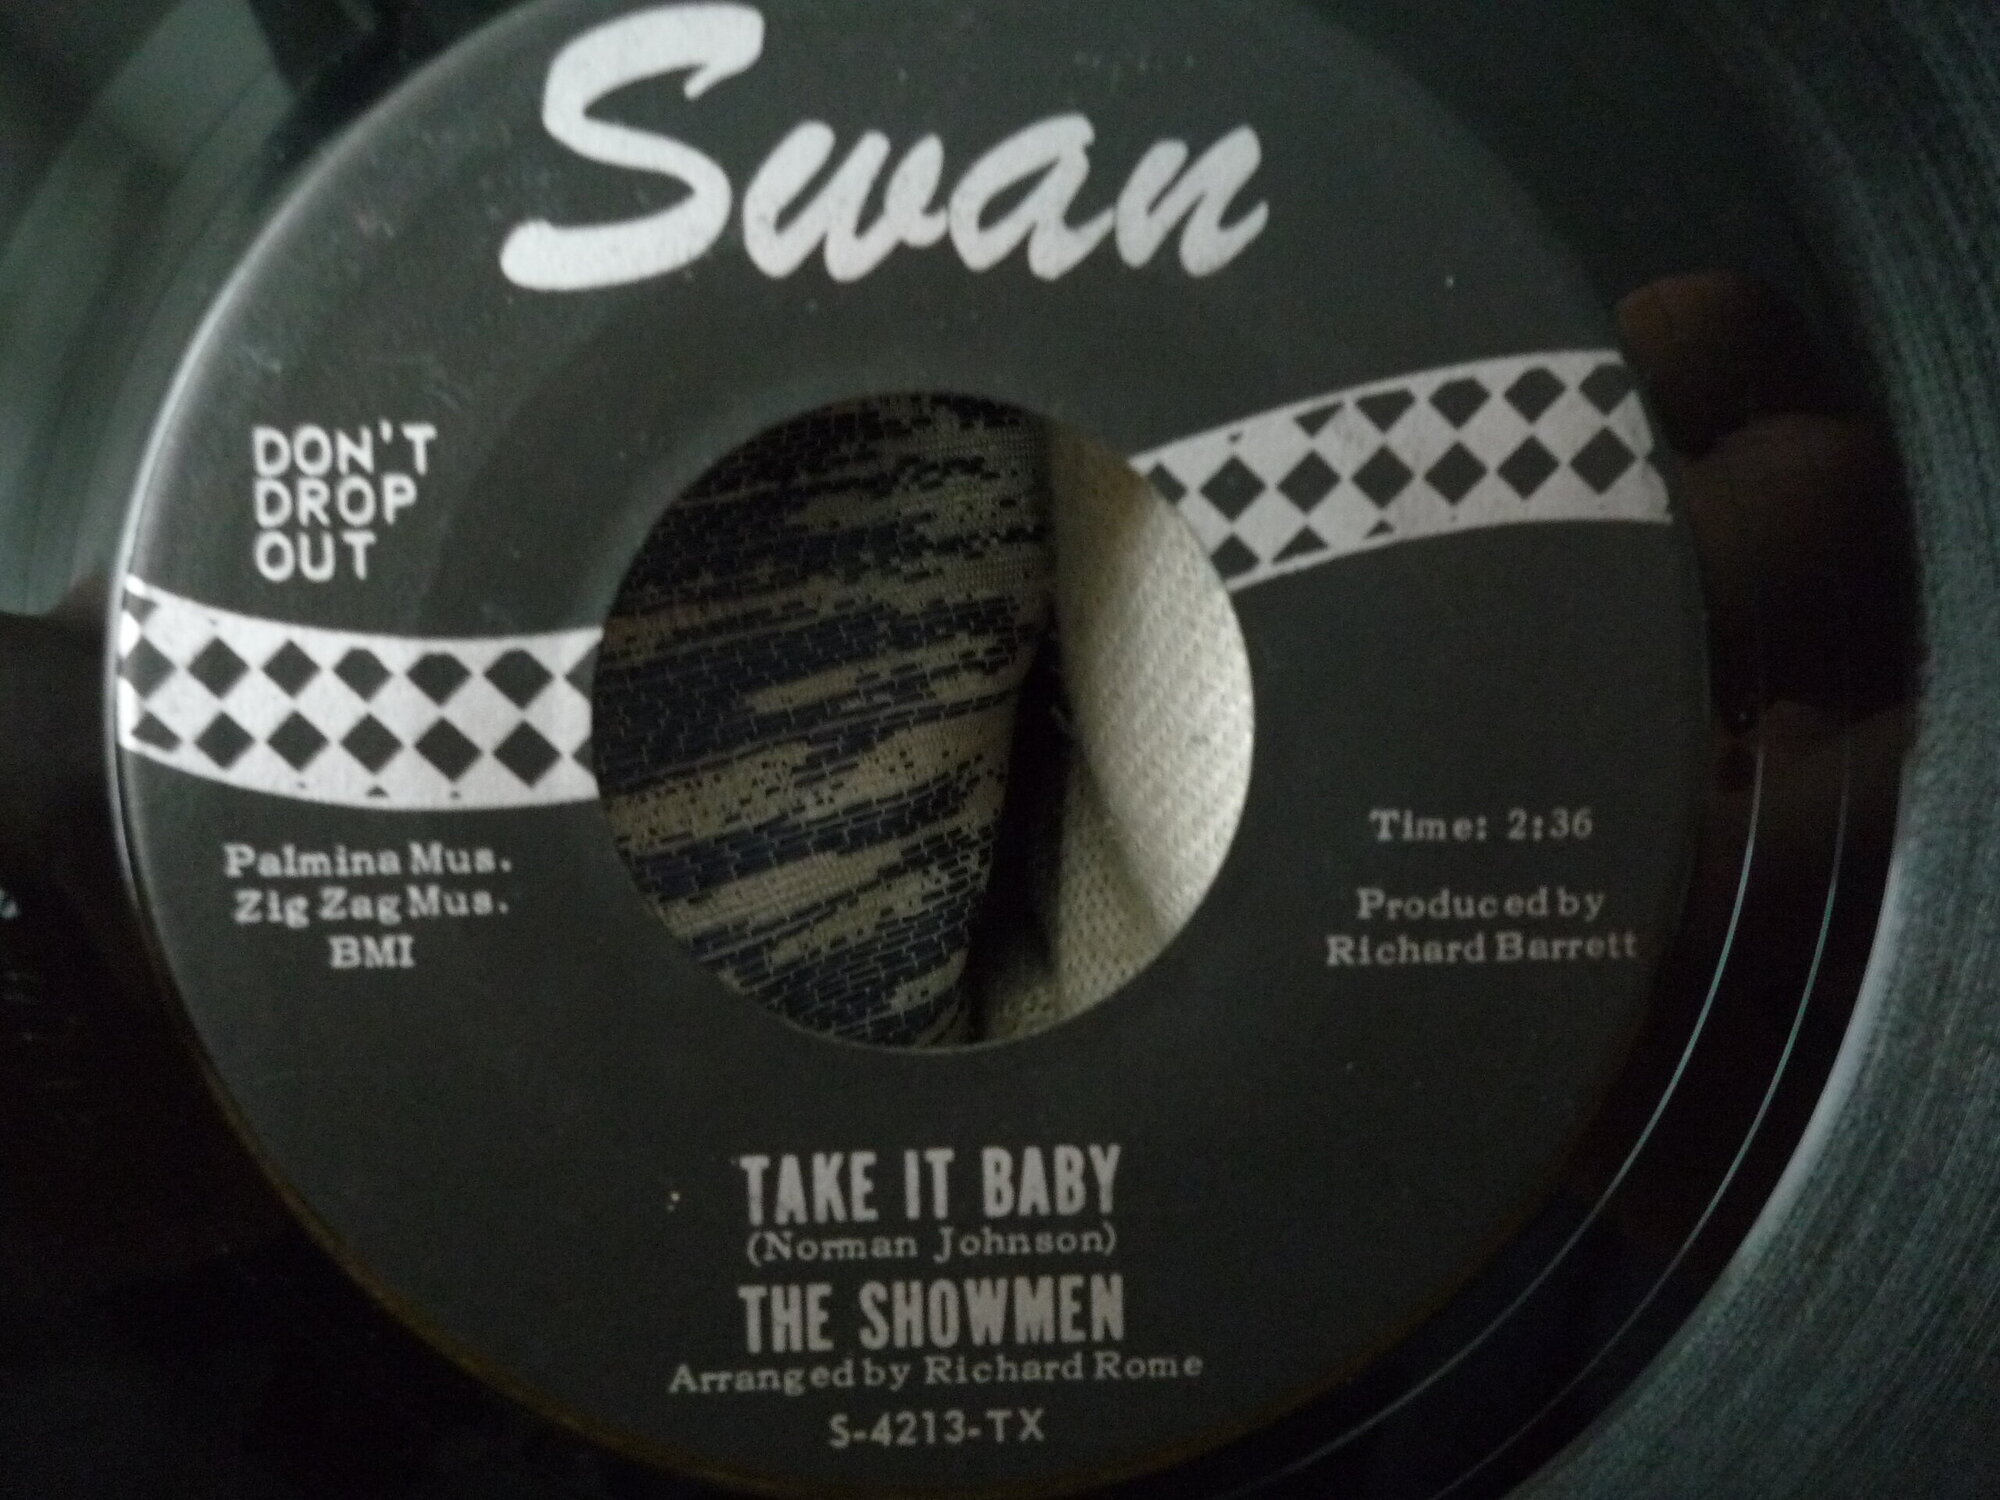 Swan
DON'T
DROP
OUT
Palmina Mus.
Zig Zag Mus.
BMI
Time: 2:36
Produced by
Richard Barrett
TAKE IT BABY
(Norman Johnson)
THE SHOWMEN
Arranged by Richard Rome
S-4213-TX